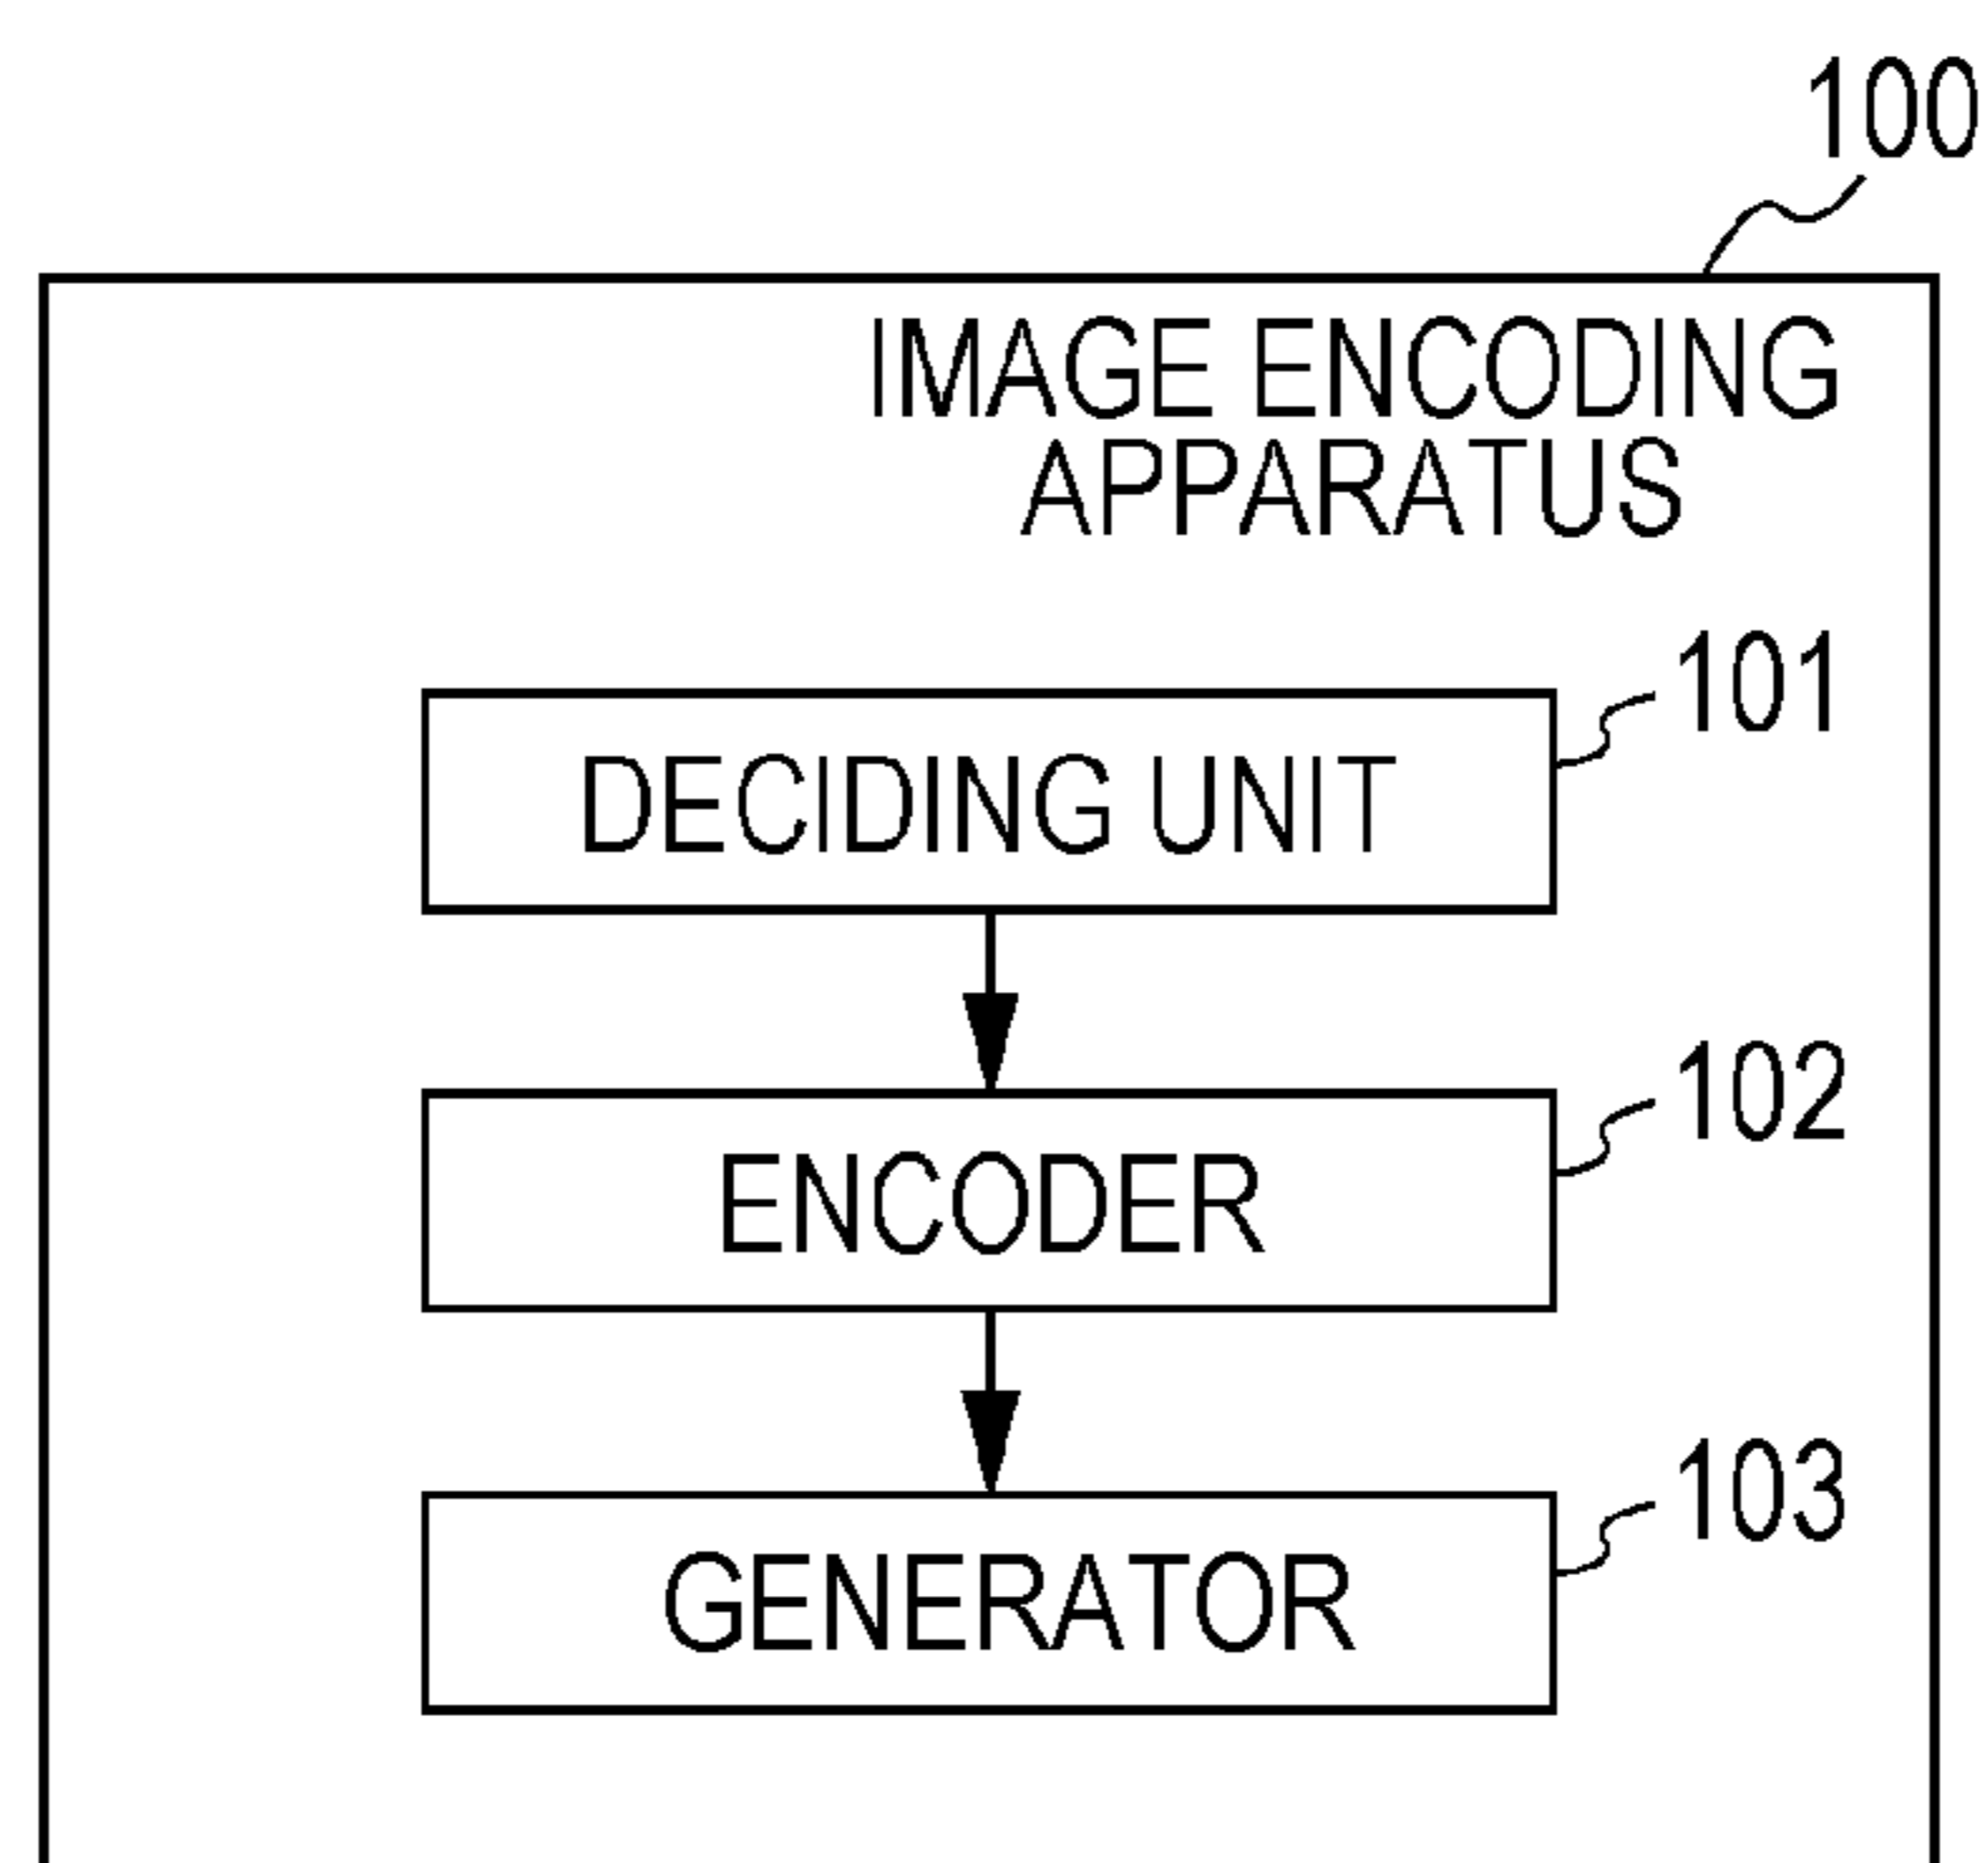 100
IMAGE ENCODING
APPARATUS
101
DECIDING UNIT
102
ENCODER
103
GENERATOR